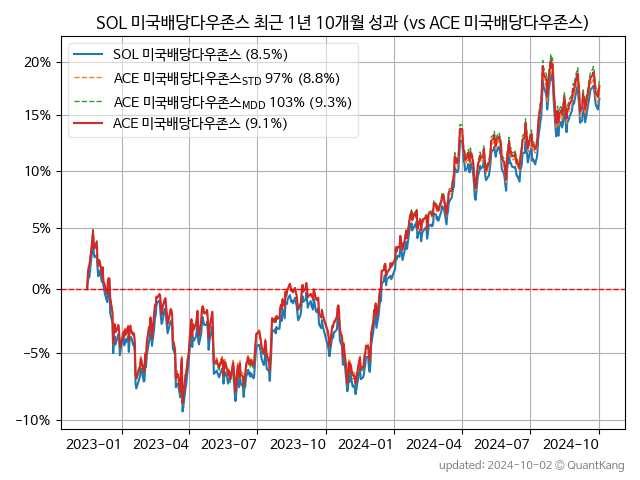 SOL 미국배당다우존스 최근 1년 10개월 성과 (vs ACE 미국배당다우존스)
SOL 미국배당다우존스 (8.5%)
ACE 미국배당다우존스STD 97% (8.8%)
ACE 미국배당다우존스MDD 103% (9.3%)
ACE 미국배당다우존스 (9.1%)
20%
15%
10%
5%
0%
−5%
−10%
2023-01 2023-04 2023-07 2023-10 2024-01 2024-04 2024-07 2024-10
updated: 2024-10-02 © QuantKang